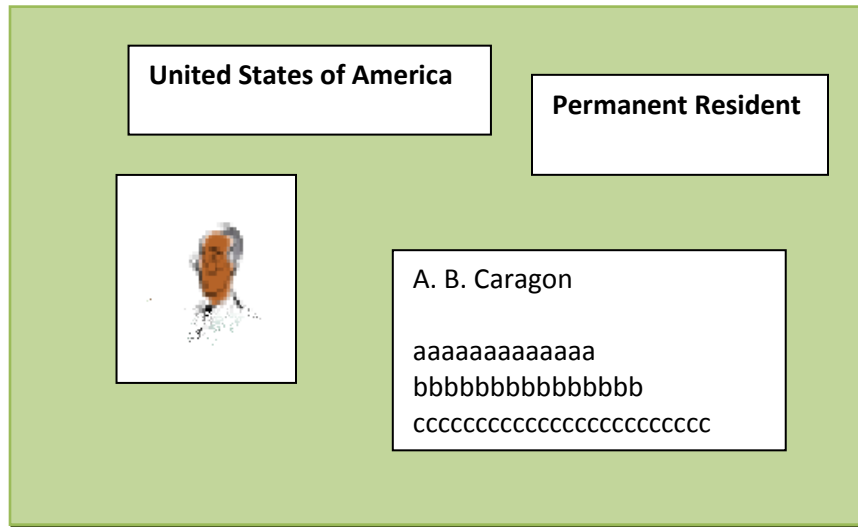 United States of America
Permanent Resident
A. B. Caragon
aaaaaaaaaaaaa
bbbbbbbbbbbbbbb
cccccccccccccccccccccccc